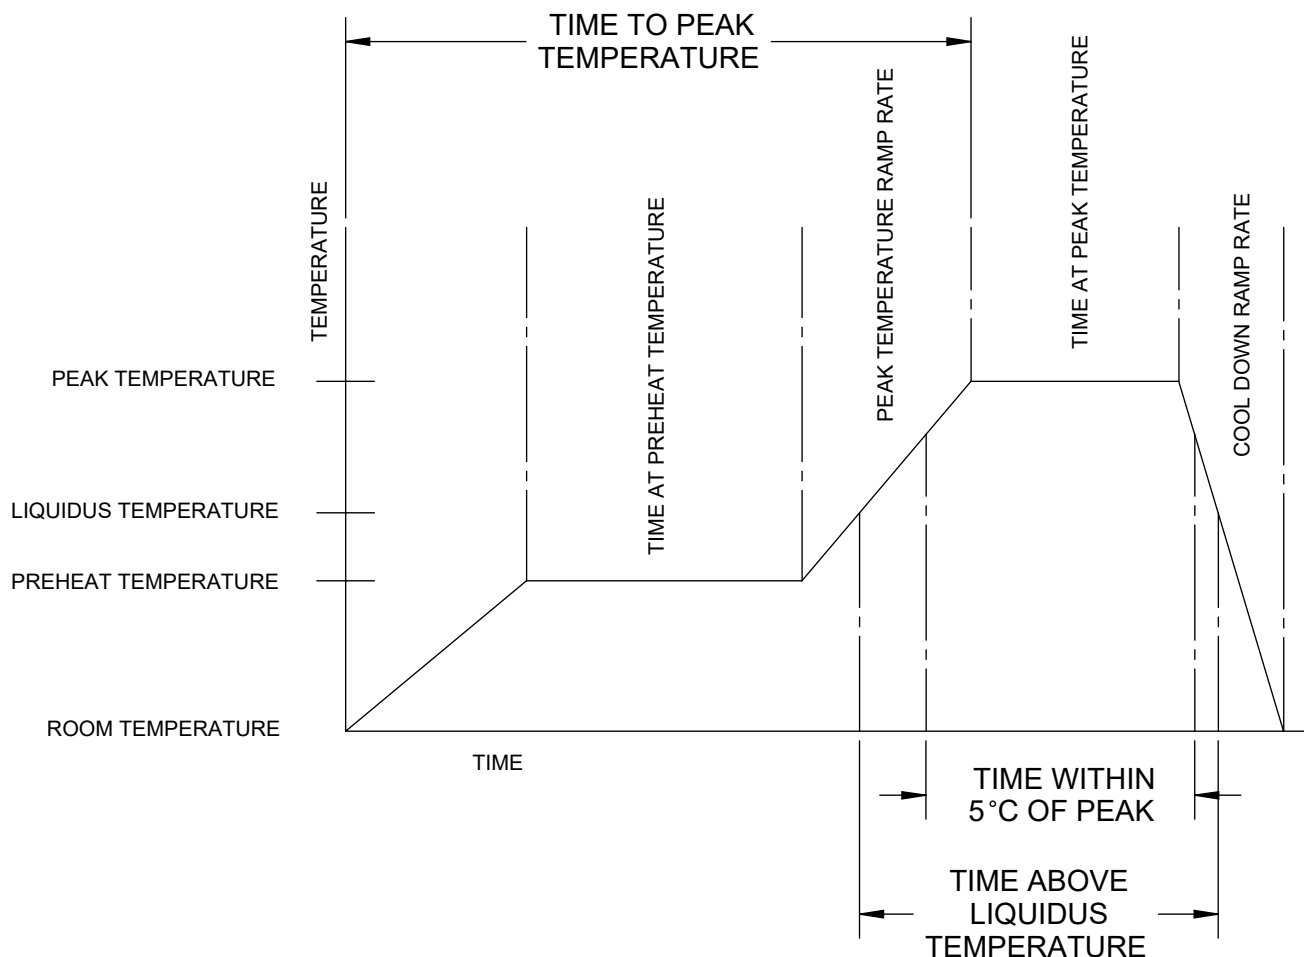 TIME TO PEAK
TEMPERATURE
TEMPERATURE
TIME AT PREHEAT TEMPERATURE
PEAK TEMPERATURE RAMP RATE
TIME AT PEAK TEMPERATURE
COOL DOWN RAMP RATE
PEAK TEMPERATURE
LIQUIDUS TEMPERATURE
PREHEAT TEMPERATURE
ROOM TEMPERATURE
TIME
TIME WITHIN
5°C OF PEAK
TIME ABOVE
LIQUIDUS
TEMPERATURE